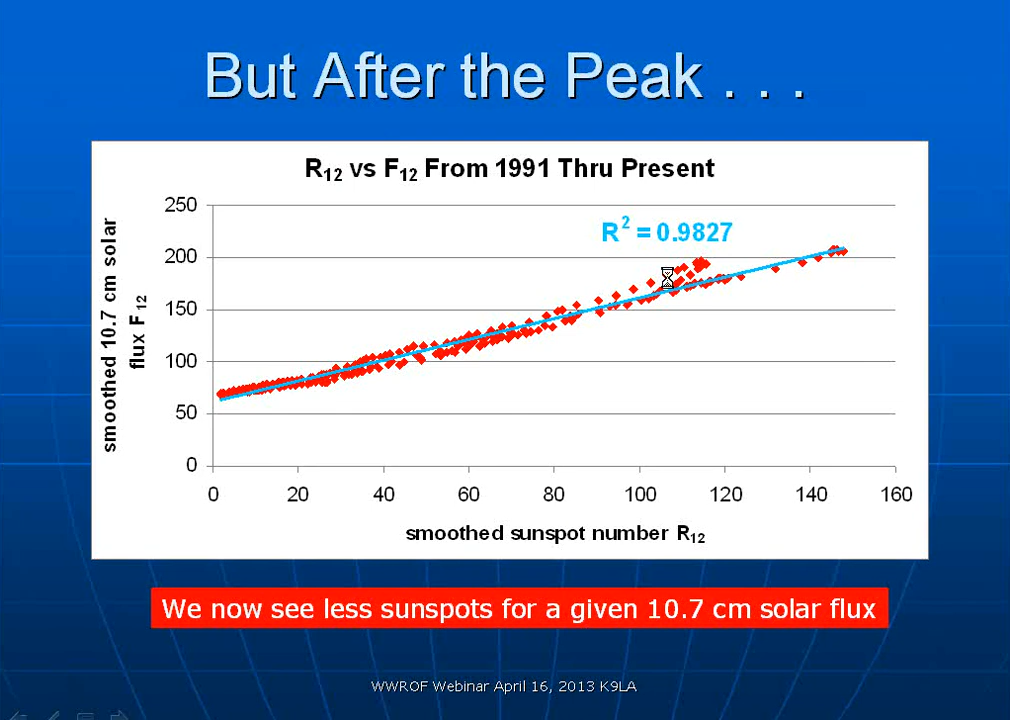 But After the Peak . . .
R12 vs F12 From 1991 Thru Present
smoothed 10.7 cm solar
flux F12
250
200
150
100
50
0
R2 = 0.9827
0 20 40 60 80 100 120 140 160
smoothed sunspot number R12
We now see less sunspots for a given 10.7 cm solar flux
WWROF Webinar April 16, 2013 K9LA